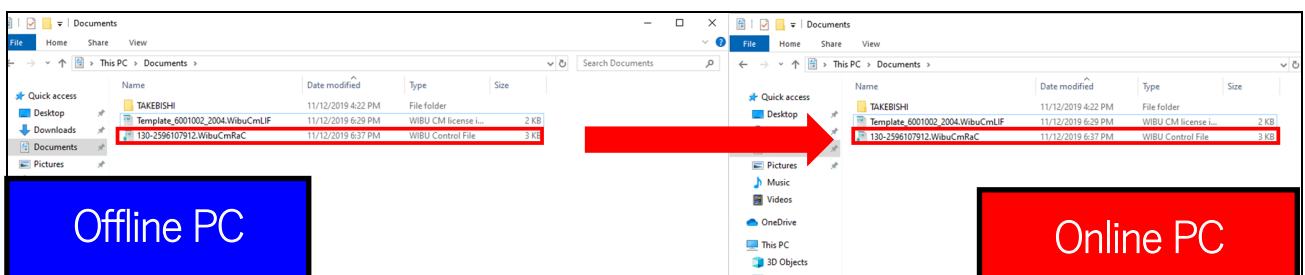 Documents
File Home Share View
This PC > Documents >
Search Documents
Name Date modified Type Size
Quick access
Desktop
Downloads
Documents
Pictures
TAKEBISHI 11/12/2019 4:22 PM File folder
Template_6001002_2004.WibuCmLIF 11/12/2019 6:29 PM WIBU CM license i... 2 KB
130-2596107912.WibuCmRaC 11/12/2019 6:37 PM WIBU Control File 3 KB
Offline PC
Documents
File Home Share View
This PC > Documents >
Name Date modified Type Size
Quick access
Desktop
Pictures
Music
Videos
OneDrive
This PC
3D Objects
TAKEBISHI 11/12/2019 4:22 PM File folder
Template_6001002_2004.WibuCmLIF 11/12/2019 6:29 PM WIBU CM license i... 2 KB
130-2596107912.WibuCmRaC 11/12/2019 6:37 PM WIBU Control File 3 KB
Online PC